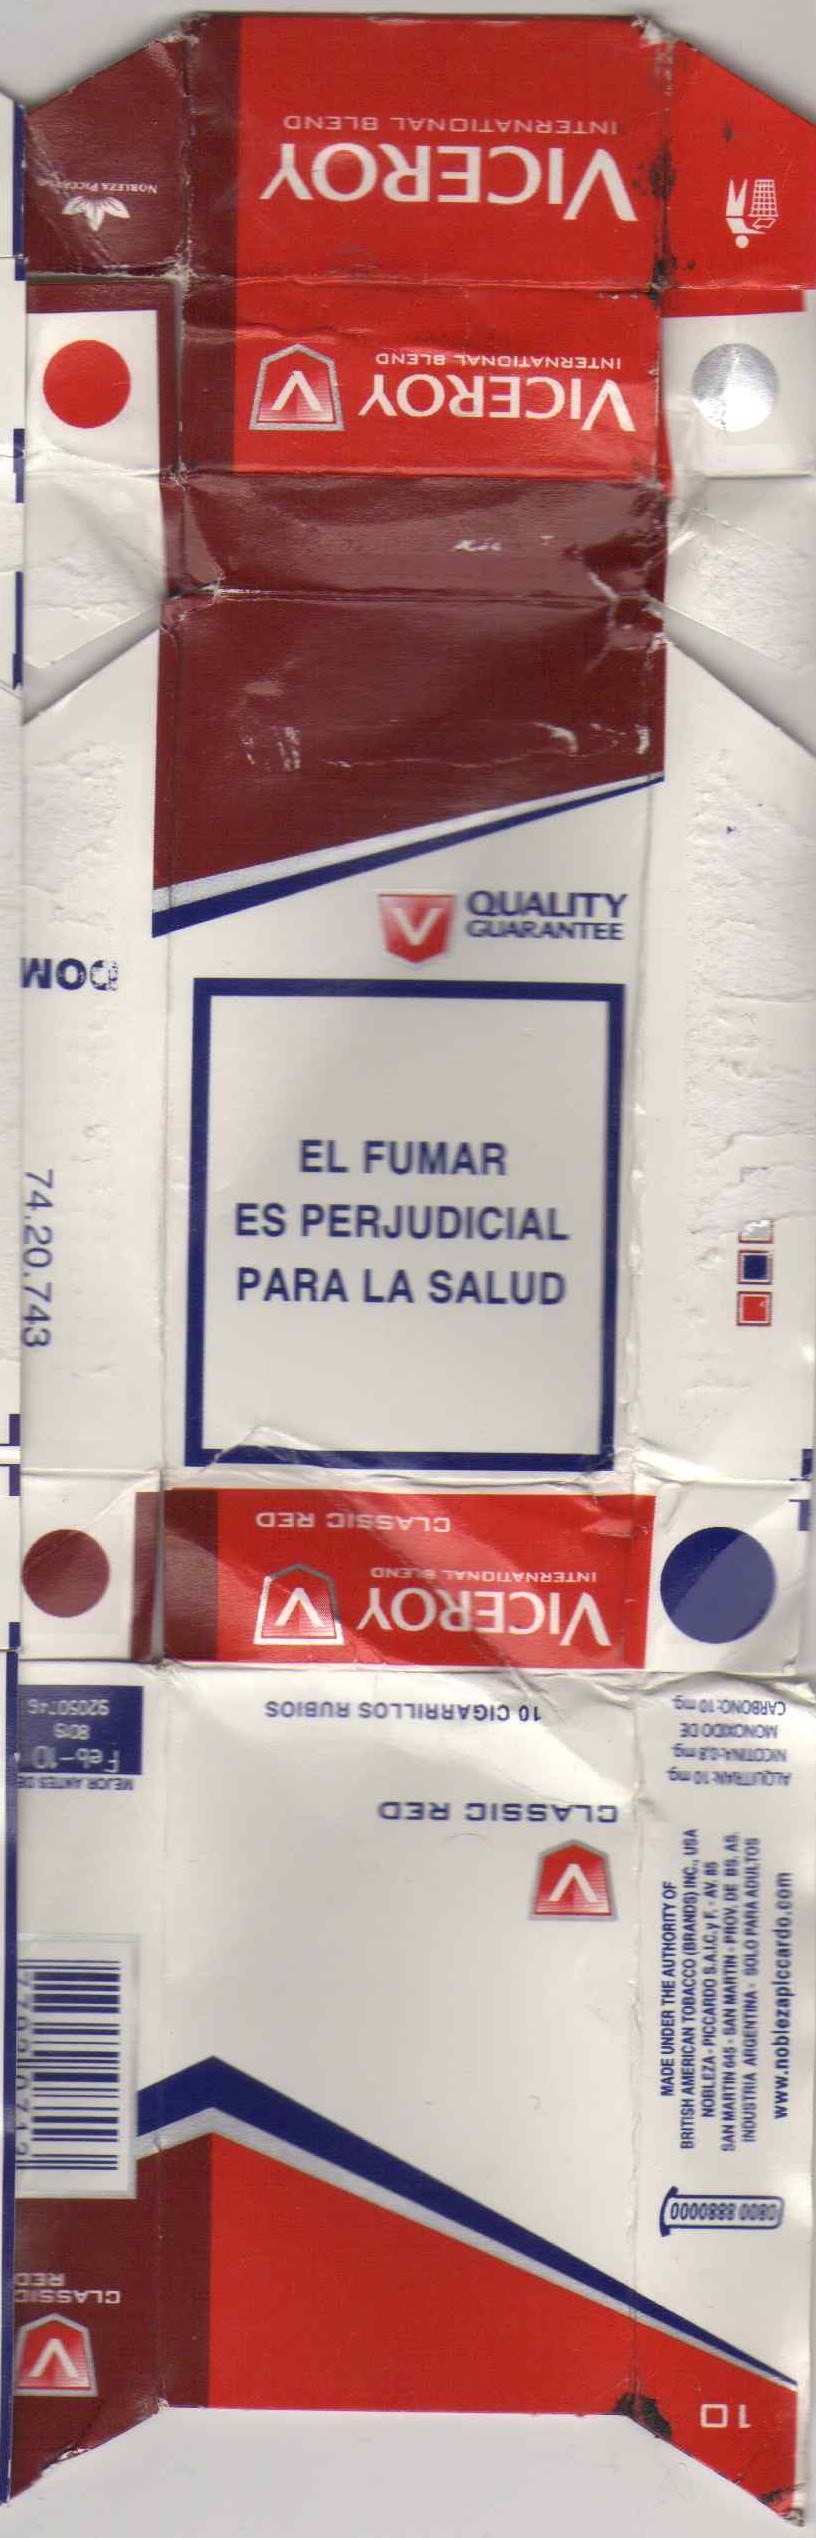 VICEROY
INTERNATIONAL BLEND
NOBLEZA PICCARDO
VICEROY
INTERNATIONAL BLEND
V
V
QUALITY
GUARANTEE
EL FUMAR
ES PERJUDICIAL
PARA LA SALUD
74.20.743
CLASSIC RED
VICEROY
INTERNATIONAL BLEND
V
10 CIGARRILLOS RUBIOS
CLASSIC RED
V
MEJOR ANTES DE
Feb-10
ALQUITRAN: 10 mg.
NICOTINA: 0,8 mg.
MONOXIDO DE
CARBONO: 10 mg.
MADE UNDER THE AUTHORITY OF
BRITISH AMERICAN TOBACCO (BRANDS) INC., USA
NOBLEZA - PICCARDO S.A.I.C. y F. - AV.
SAN MARTIN 645 - SAN MARTIN - PROV. DE BS. AS.
INDUSTRIA ARGENTINA - SOLO PARA ADULTOS
www.noblezapiccardo.com
0800 8880000
CLASSIC
RED
V
10